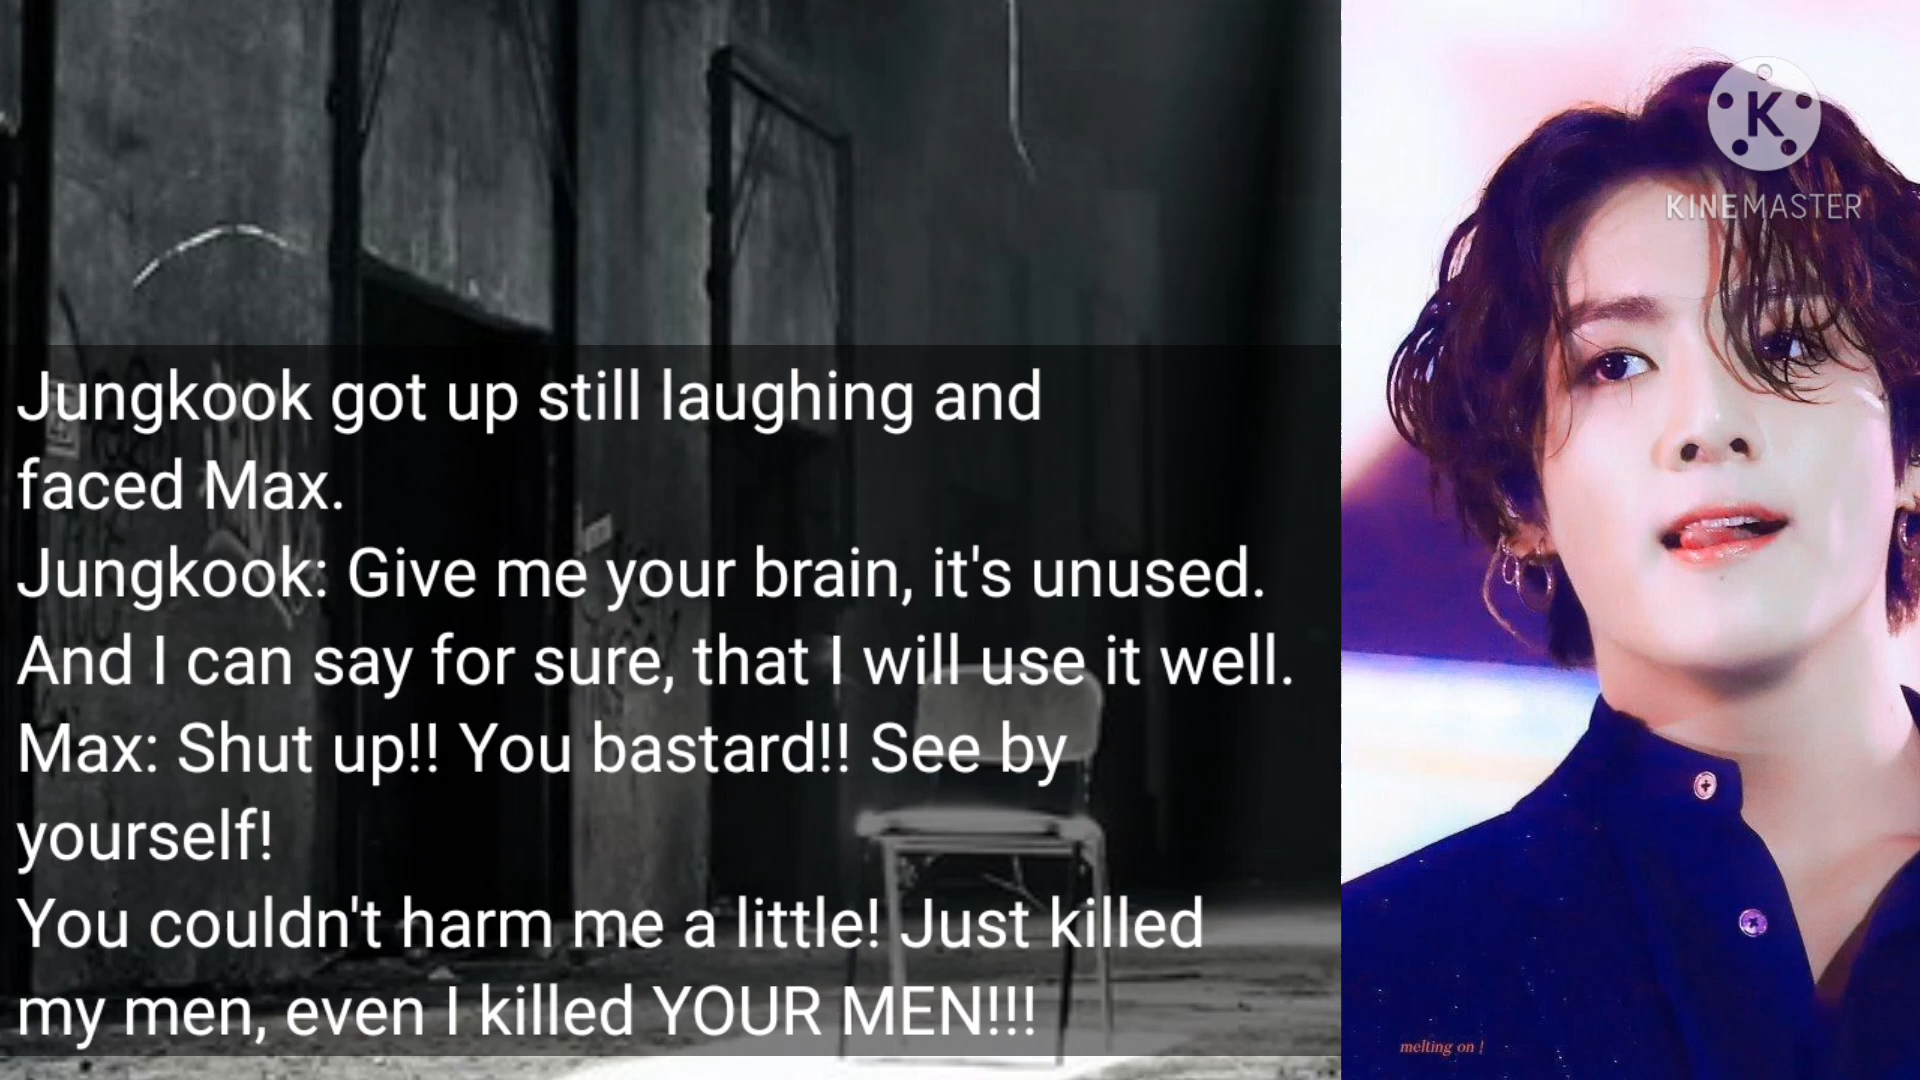 Jungkook got up still laughing and
faced Max.
Jungkook: Give me your brain, it's unused.
And I can say for sure, that I will use it well.
Max: Shut up!! You bastard!! See by
yourself!
You couldn't harm me a little! Just killed
my men, even I killed YOUR MEN!!!
K
KINEMASTER
melting on !